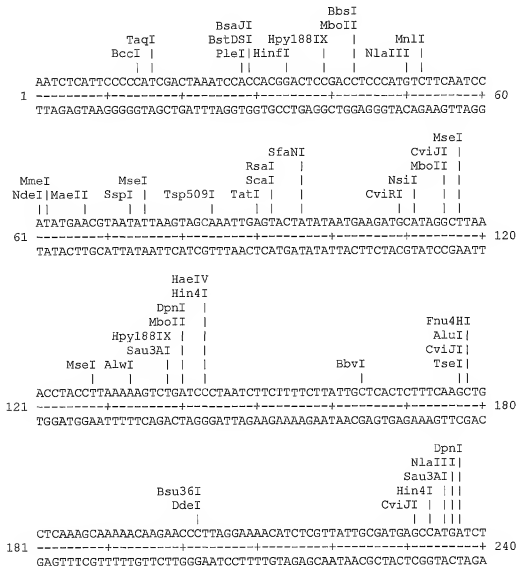 BbsI
BsaJI MboII
TaqI BstDSI Hpy188IX MnlI
BccI PleI HinfI NlaIII
AATCTCATTCCCCCATCGACTAAATCCACCACGGACTCCGACCTCCCATGTCTTCAATCC
1 ---------+---------+---------+---------+---------+---------+ 60
TTAGAGTAAGGGGGTAGCTGATTTAGGTGGTGCCTGAGGCTGGAGGGTACAGAAGTTAGG
MseI
SfaNI CviJI
RsaI MboII
MmeI MseI ScaI NsiI
NdeI MaeII SspI Tsp509I TatI CviRI
ATATGAACGTAATATTAAGTAGCAAATTGAGTACTATATAATGAAGATGCATAGGCTTAA
61 ---------+---------+---------+---------+---------+---------+ 120
TATACTTGCATTATAATTCATCGTTTAACTCATGATATATTACTTCTACGTATCCGAATT
HaeIV
Hin4I
DpnI
MboII Fnu4HI
Hpy188IX AluI
Sau3AI CviJI
MseI AlwI BbvI TseI
ACCTACCTTAAAAAGTCTGATCCCTAATCTTCTTTTCTTATTGCTCACTCTTTCAAGCTG
121 ---------+---------+---------+---------+---------+---------+ 180
TGGATGGAATTTTTCAGACTAGGGATTAGAAGAAAAGAATAACGAGTGAGAAAGTTCGAC
DpnI
NlaIII
Sau3AI
Bsu36I Hin4I
DdeI CviJI
CTCAAAGCAAAAACAAGAACCCTTAGGAAAACATCTCGTTATTGCGATGAGCCATGATCT
181 ---------+---------+---------+---------+---------+---------+ 240
GAGTTTCGTTTTTGTTCTTGGGAATCCTTTTGTAGAGCAATAACGCTACTCGGTACTAGA